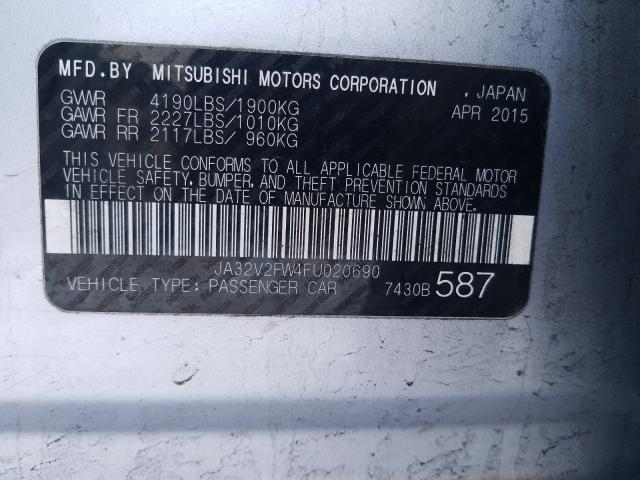 MFD.BY MITSUBISHI MOTORS CORPORATION . JAPAN
GVWR 4190LBS/1900KG APR 2015
GAWR FR 2227LBS/1010KG
GAWR RR 2117LBS/ 960KG
THIS VEHICLE CONFORMS TO ALL APPLICABLE FEDERAL MOTOR
VEHICLE SAFETY, BUMPER, AND THEFT PREVENTION STANDARDS
IN EFFECT ON THE DATE OF MANUFACTURE SHOWN ABOVE.
JA32V2FW4FU020690
VEHICLE TYPE: PASSENGER CAR 7430B 587